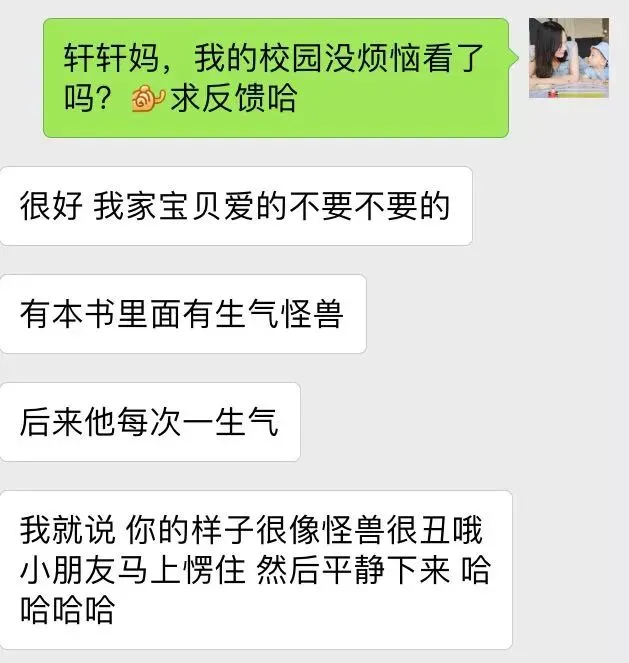 轩轩妈，我的校园没烦恼看了
吗？求反馈哈
很好 我家宝贝爱的不要不要的
有本书里面有生气怪兽
后来他每次一生气
我就说 你的样子很像怪兽很丑哦
小朋友马上愣住 然后平静下来 哈
哈哈哈